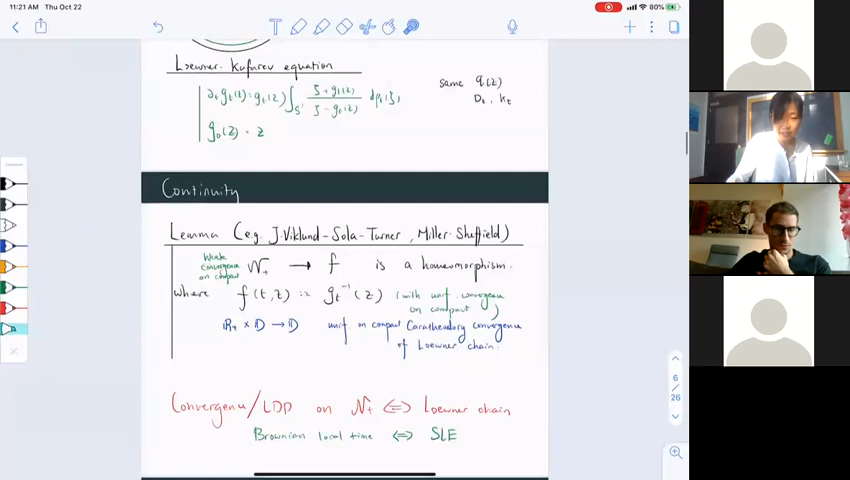 11:21 AM Thu Oct 22
80%
Loewner-Kufarev equation
∂t gt(z) = gt(z) ∫S¹ ζ + gt(z) / ζ - gt(z) dρt(ζ)
g0(z) = z
same
Dt, Kt
Continuity
Lemma (e.g. J.Viklund-Sola-Turner, Miller-Sheffield)
Weak convergence on compact
N+ → f is a homeomorphism.
where f(t, z) := gt⁻¹(z) (with unif. convergence on compact)
R+ × D → D unif. on compact Carathéodory convergence
of Loewner chain.
Convergence/LDP on N+ ⇔ Loewner chain
Brownian local time ⇔ SLE
6
/
26